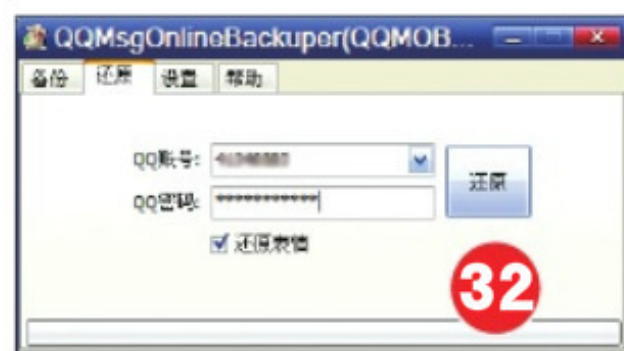 QQMsgOnlineBackuper(QQMOB...
备份 还原 设置 帮助
QQ账号:
QQ密码: ***********
还原
还原表情
32